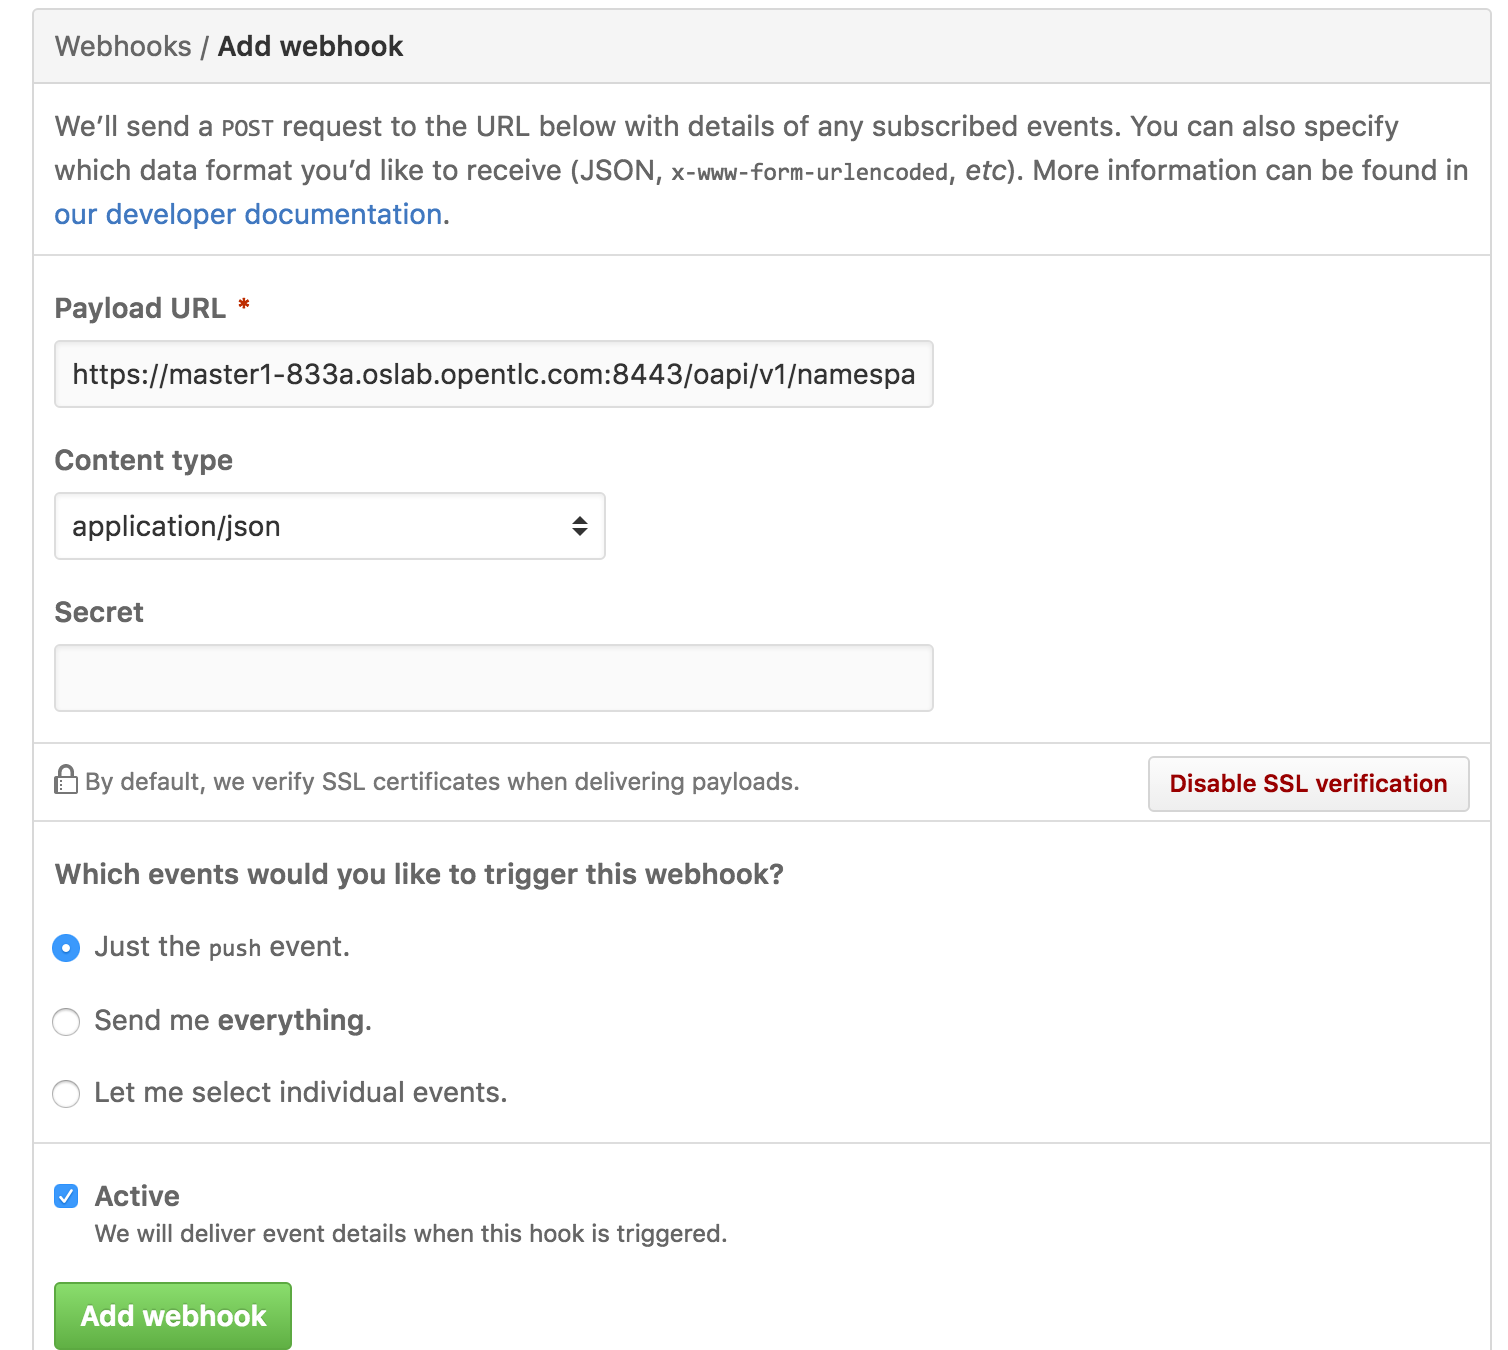 Webhooks / Add webhook
We’ll send a POST request to the URL below with details of any subscribed events. You can also specify
which data format you’d like to receive (JSON, x-www-form-urlencoded, etc). More information can be found in
our developer documentation.
Payload URL *
https://master1-833a.oslab.opentlc.com:8443/oapi/v1/namespa
Content type
application/json
Secret
By default, we verify SSL certificates when delivering payloads.
Disable SSL verification
Which events would you like to trigger this webhook?
Just the push event.
Send me everything.
Let me select individual events.
Active
We will deliver event details when this hook is triggered.
Add webhook